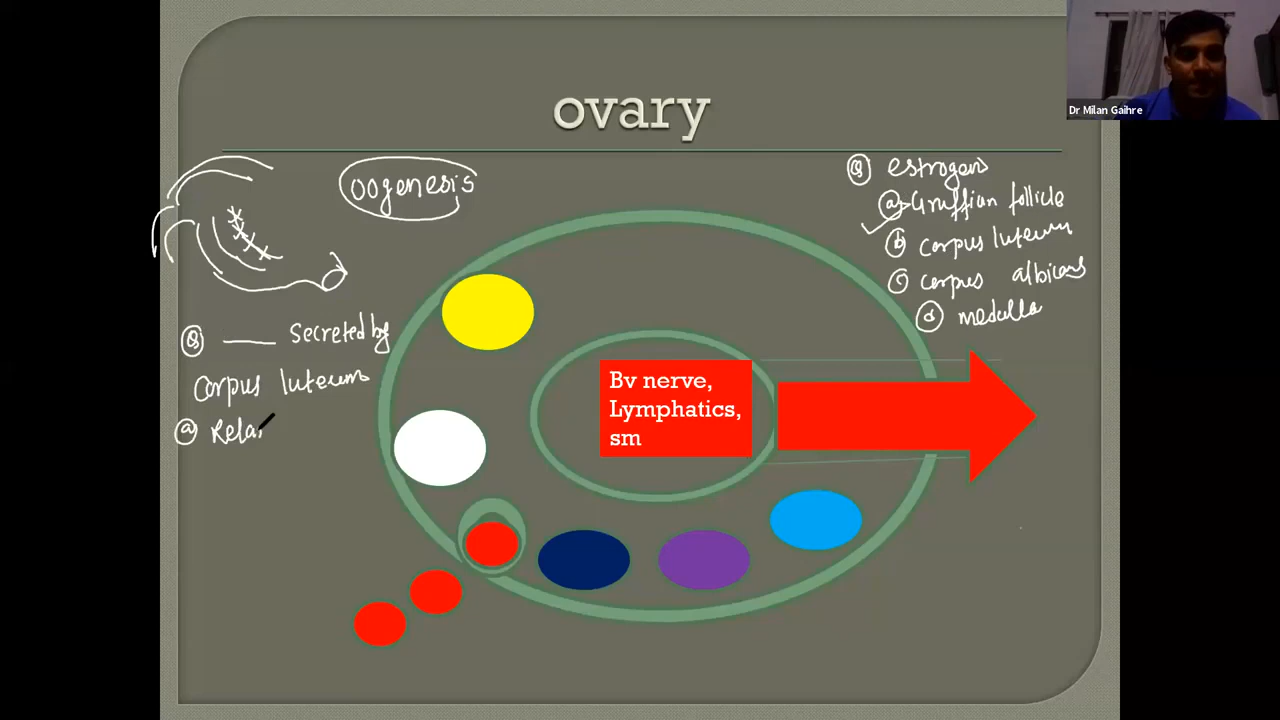 Dr Milan Gaihre
ovary
oogenesis
Q estrogens
a Graffian follicle
b corpus luteum
c corpus albicans
d medulla
Q ___ Secreted by
Corpus luteum
a Rela
Bv nerve,
Lymphatics,
sm